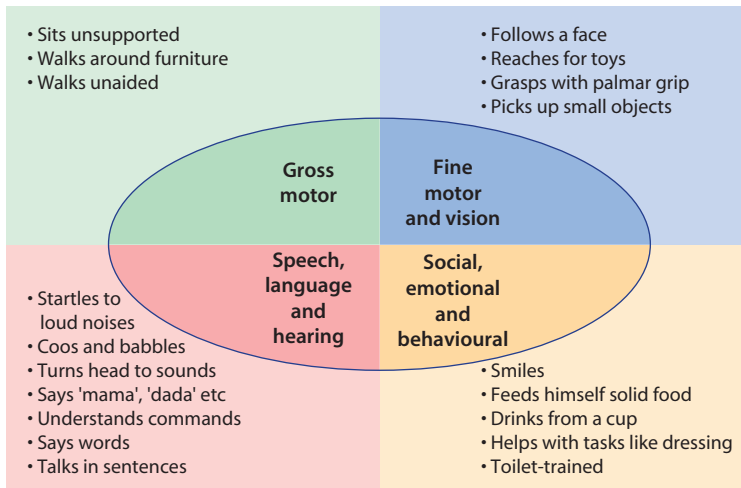 • Sits unsupported
• Walks around furniture
• Walks unaided
• Follows a face
• Reaches for toys
• Grasps with palmar grip
• Picks up small objects
Gross
motor
Fine
motor
and vision
Speech,
language
and
hearing
Social,
emotional
and
behavioural
• Startles to
loud noises
• Coos and babbles
• Turns head to sounds
• Says 'mama', 'dada' etc
• Understands commands
• Says words
• Talks in sentences
• Smiles
• Feeds himself solid food
• Drinks from a cup
• Helps with tasks like dressing
• Toilet-trained